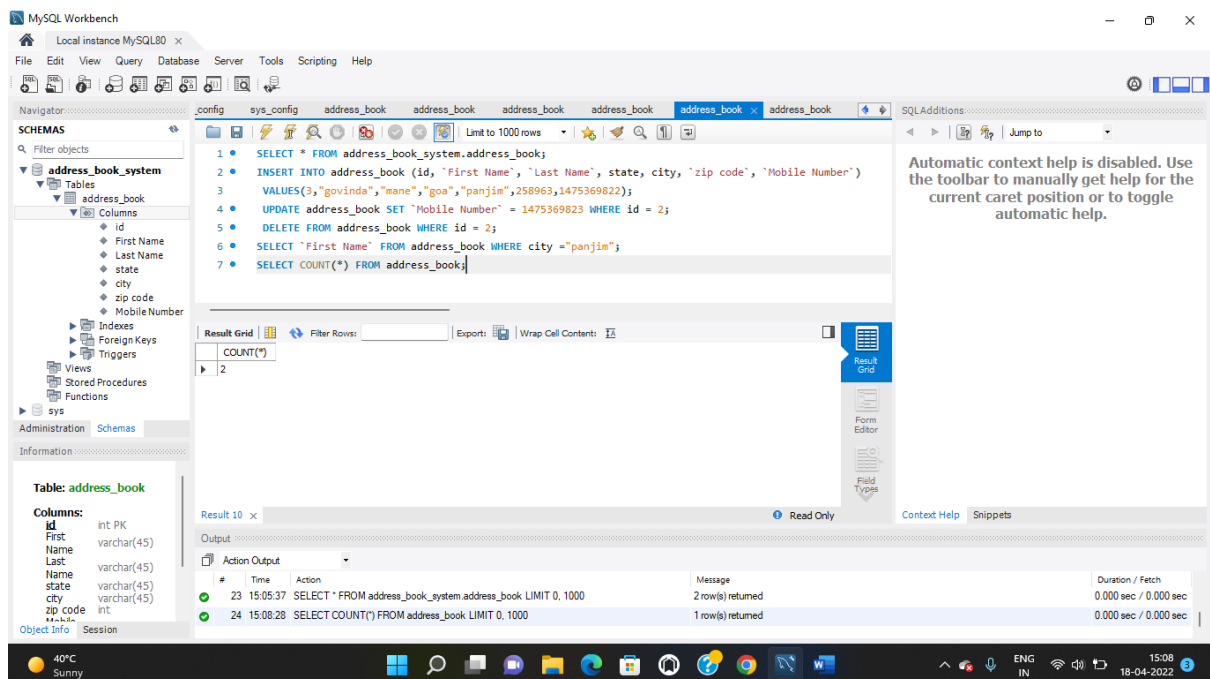 MySQL Workbench
Local instance MySQL80
File Edit View Query Database Server Tools Scripting Help
Navigator
SCHEMAS
Filter objects
address_book_system
Tables
address_book
Columns
id
First Name
Last Name
state
city
zip code
Mobile Number
Indexes
Foreign Keys
Triggers
Views
Stored Procedures
Functions
sys
Administration Schemas
Information
Table: address_book
Columns:
id int PK
First Name varchar(45)
Last Name varchar(45)
state varchar(45)
city varchar(45)
zip code int
Mobile
Object Info Session
_config sys_config address_book address_book address_book address_book address_book address_book
Limit to 1000 rows
1 SELECT * FROM address_book_system.address_book;
2 INSERT INTO address_book (id, `First Name`, `Last Name`, state, city, `zip code`, `Mobile Number`)
3 VALUES(3,"govinda","mane","goa","panjim",258963,1475369822);
4 UPDATE address_book SET `Mobile Number` = 1475369823 WHERE id = 2;
5 DELETE FROM address_book WHERE id = 2;
6 SELECT `First Name` FROM address_book WHERE city ="panjim";
7 SELECT COUNT(*) FROM address_book;
Result Grid Filter Rows: Export: Wrap Cell Content:
COUNT(*)
2
Result Grid
Form Editor
Field Types
Result 10 Read Only
SQLAdditions
Jump to
Automatic context help is disabled. Use
the toolbar to manually get help for the
current caret position or to toggle
automatic help.
Context Help Snippets
Output
Action Output
# Time Action Message Duration / Fetch
23 15:05:37 SELECT * FROM address_book_system.address_book LIMIT 0, 1000 2 row(s) returned 0.000 sec / 0.000 sec
24 15:08:28 SELECT COUNT(*) FROM address_book LIMIT 0, 1000 1 row(s) returned 0.000 sec / 0.000 sec
40°C
Sunny
ENG
IN
15:08
18-04-2022
3